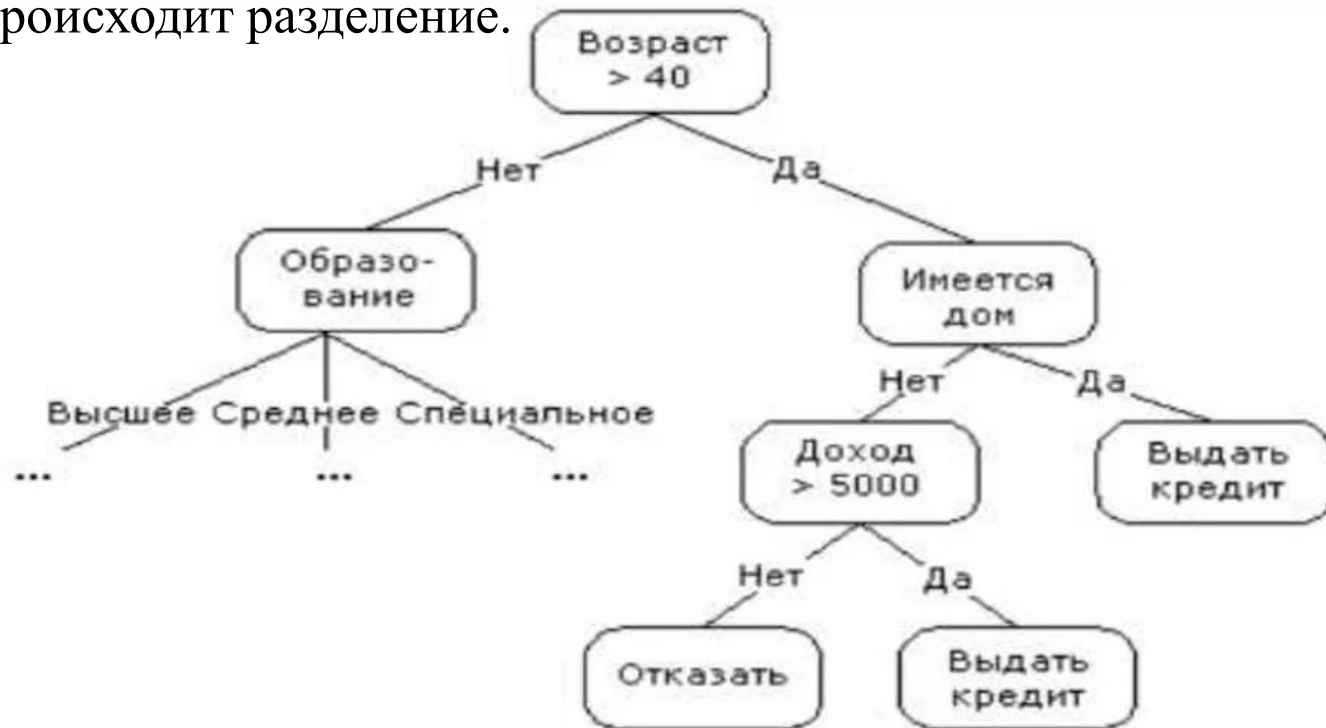 роисходит разделение.
Возраст
> 40
Нет
Да
Образо-
вание
Имеется
дом
Высшее Среднее Специальное
... ... ...
Нет
Да
Доход
> 5000
Выдать
кредит
Нет
Да
Отказать
Выдать
кредит